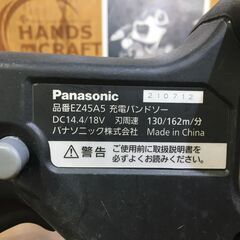 HANDS
CRAFT
Panasonic
210712
品番EZ45A5 充電バンドソー
DC14.4/18V 刃周速 130/162m/分
パナソニック株式会社 Made in China
警告
ご使用前に取扱説明書を
必ずよくお読みください。